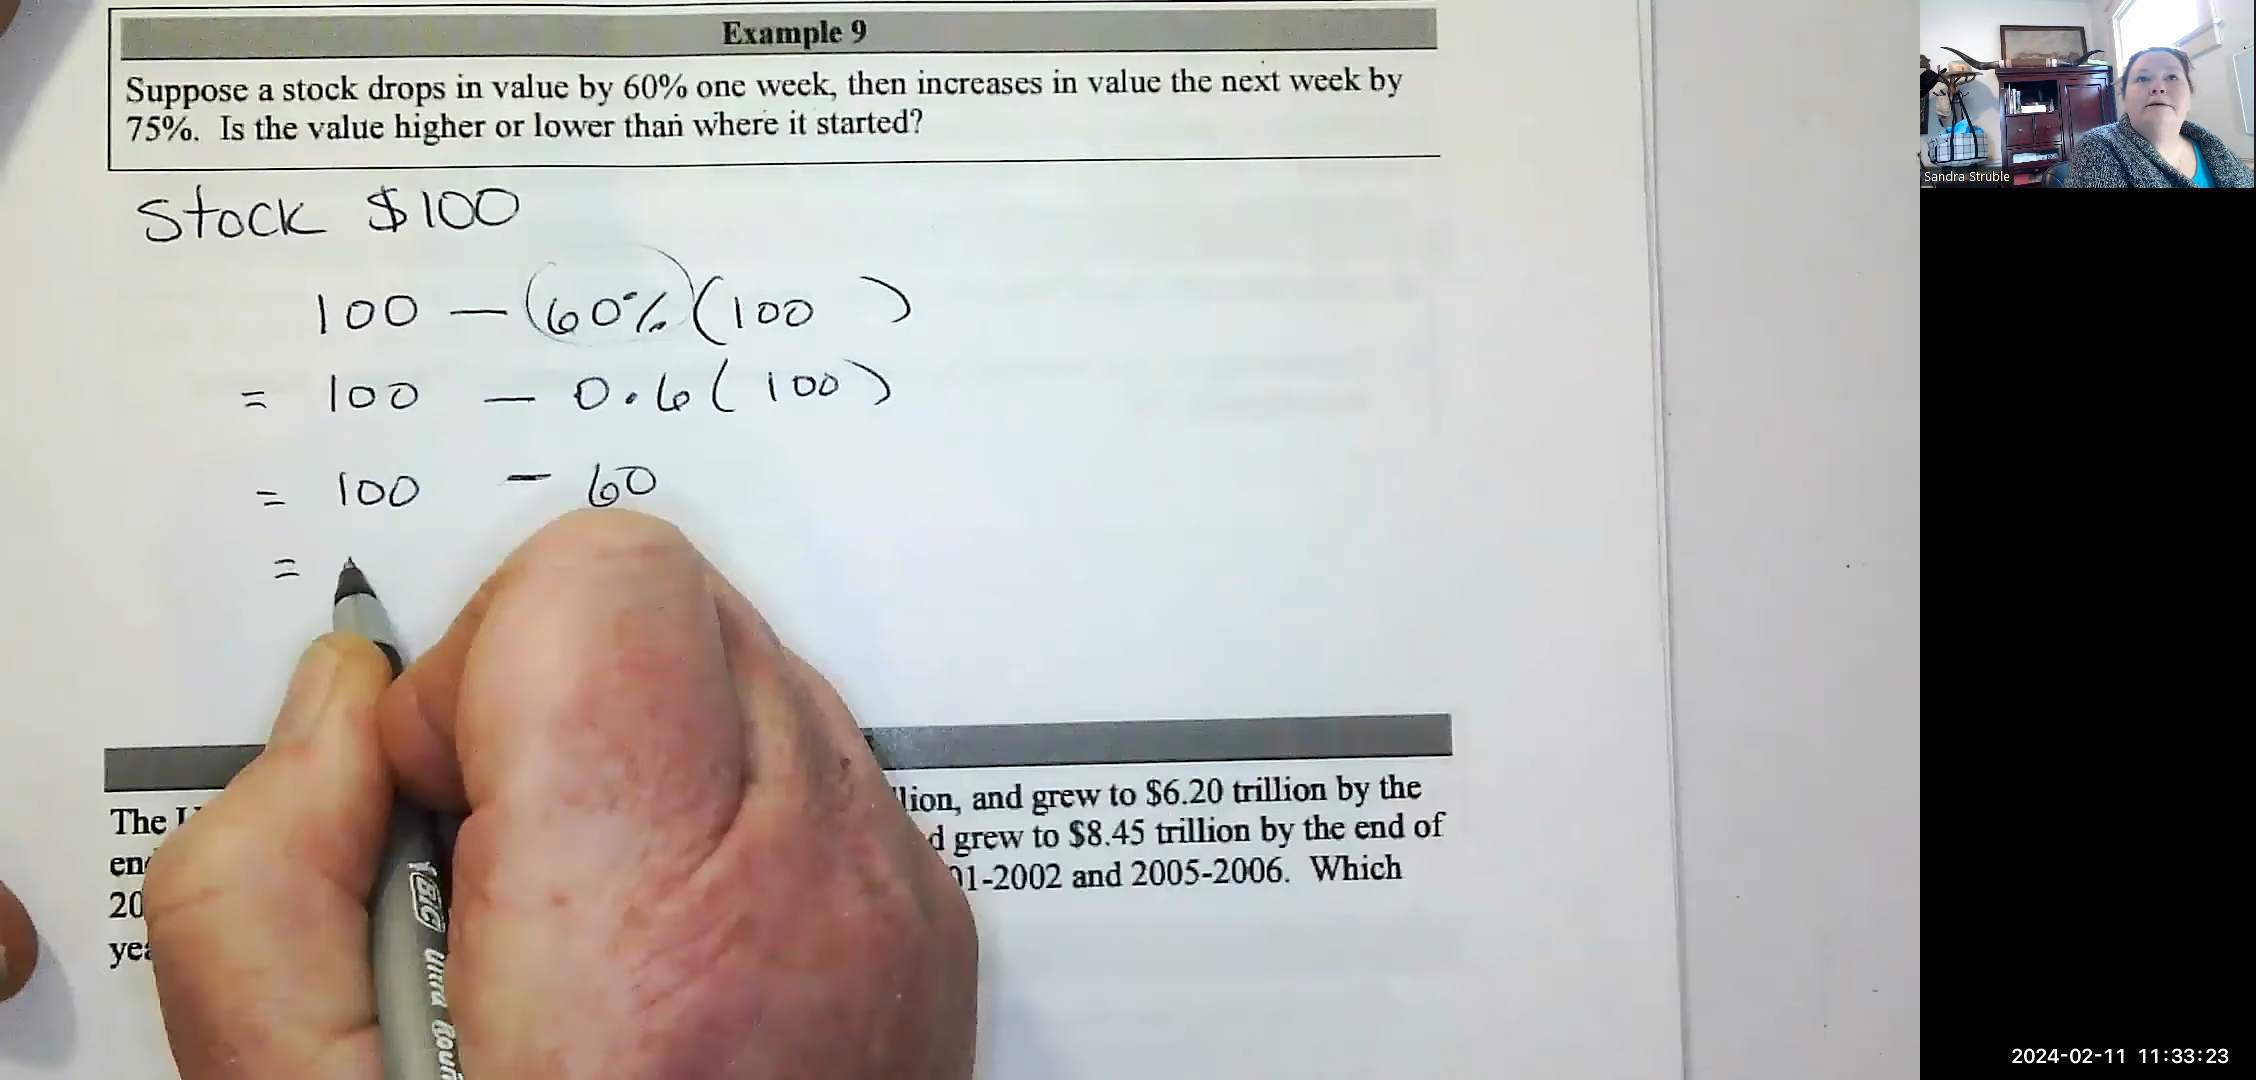 Example 9
Suppose a stock drops in value by 60% one week, then increases in value the next week by
75%. Is the value higher or lower than where it started?
Stock $100
100 — (60%)(100 )
= 100 — 0.6(100)
= 100 - 60
=
The
lion, and grew to $6.20 trillion by the
grew to $8.45 trillion by the end of
01-2002 and 2005-2006. Which
20
BIC
Sandra Struble
2024-02-11 11:33:23